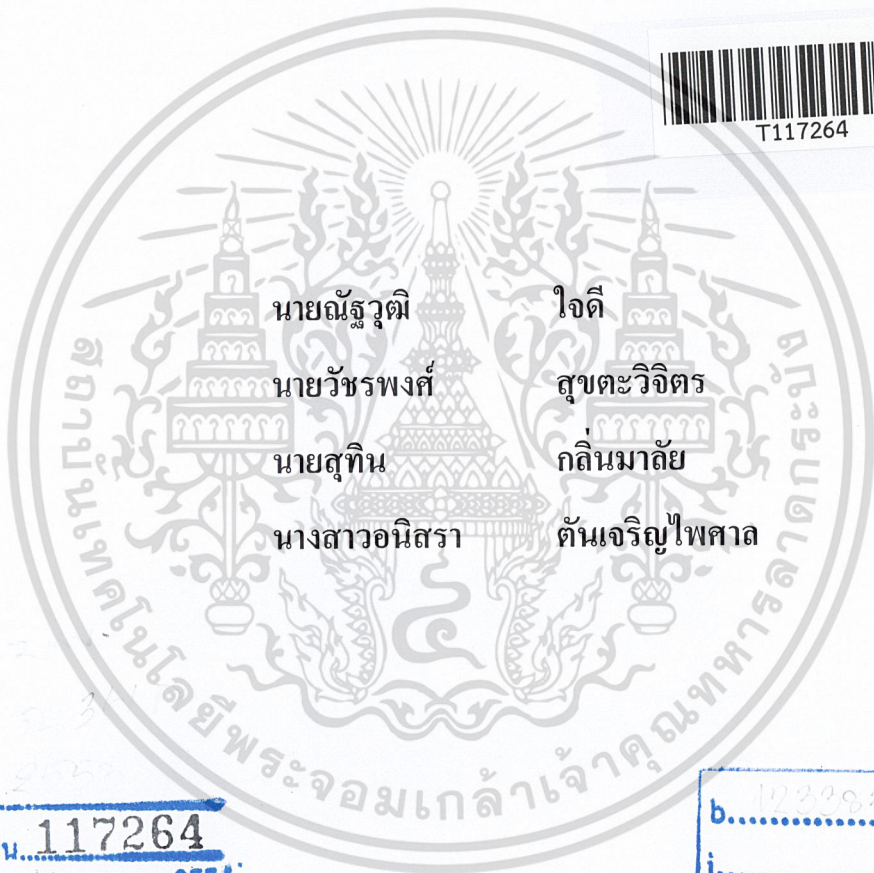 T117264
นายณัฐวุฒิ ใจดี
นายวัชรพงศ์ สุขตะวิจิตร
นายสุทิน กลิ่นมาลัย
นางสาวอนิสรา ตันเจริญไพศาล
สถาบันเทคโนโลยีพระจอมเกล้าเจ้าคุณทหารลาดกระบัง
๔
117264
b.